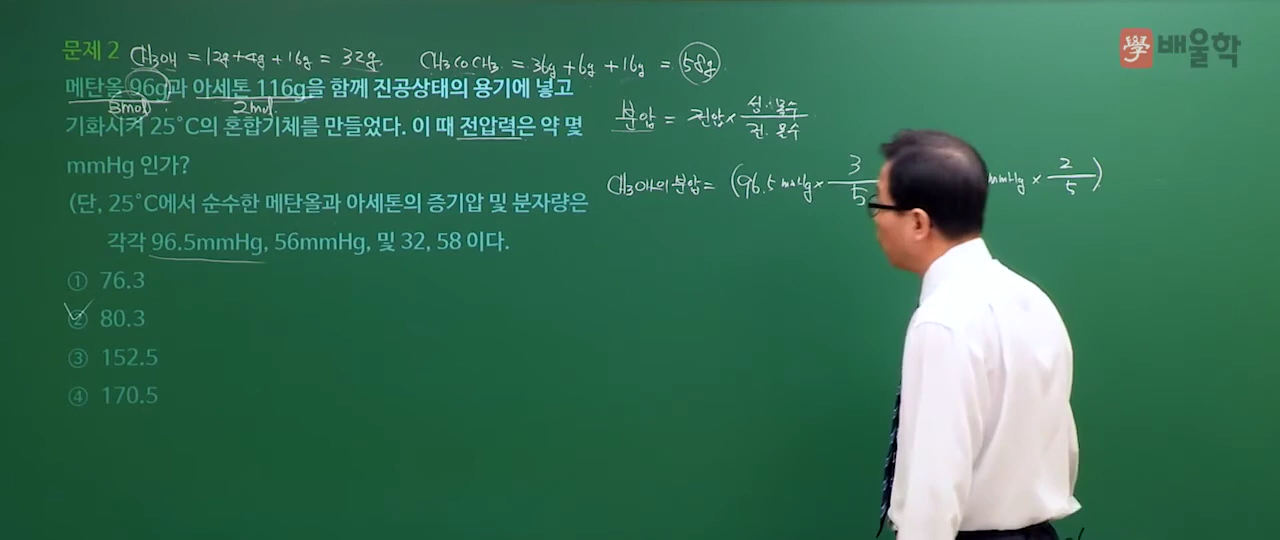 學 배울학
문제 2
CH₃OH = 12g+4g+16g = 32g.
CH₃COCH₃ = 36g+6g+16g = 58g
메탄올 96g과 아세톤 116g을 함께 진공상태의 용기에 넣고
3mol 2mol
기화시켜 25˚C의 혼합기체를 만들었다. 이 때 전압력은 약 몇
mmHg 인가?
(단, 25˚C에서 순수한 메탄올과 아세톤의 증기압 및 분자량은
각각 96.5mmHg, 56mmHg, 및 32, 58 이다.
① 76.3
② 80.3
③ 152.5
④ 170.5
분압 = 전압 × 성.몰수 / 전.몰수
CH₃OH의 분압 = (96.5 mmHg × 3/5 mmHg × 2/5)